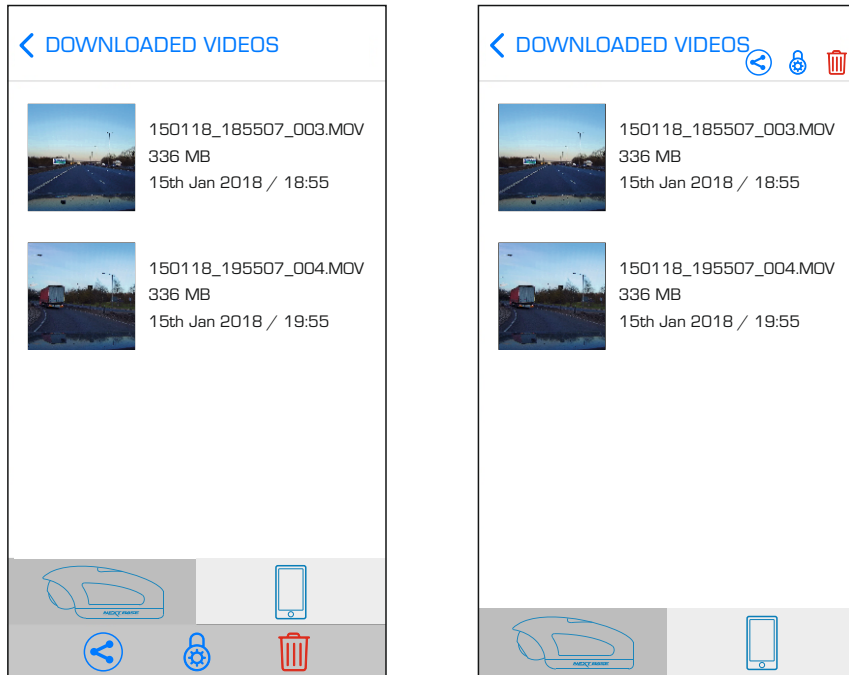 DOWNLOADED VIDEOS
150118_185507_003.MOV
336 MB
15th Jan 2018 / 18:55
150118_195507_004.MOV
336 MB
15th Jan 2018 / 19:55
DOWNLOADED VIDEOS
150118_185507_003.MOV
336 MB
15th Jan 2018 / 18:55
150118_195507_004.MOV
336 MB
15th Jan 2018 / 19:55